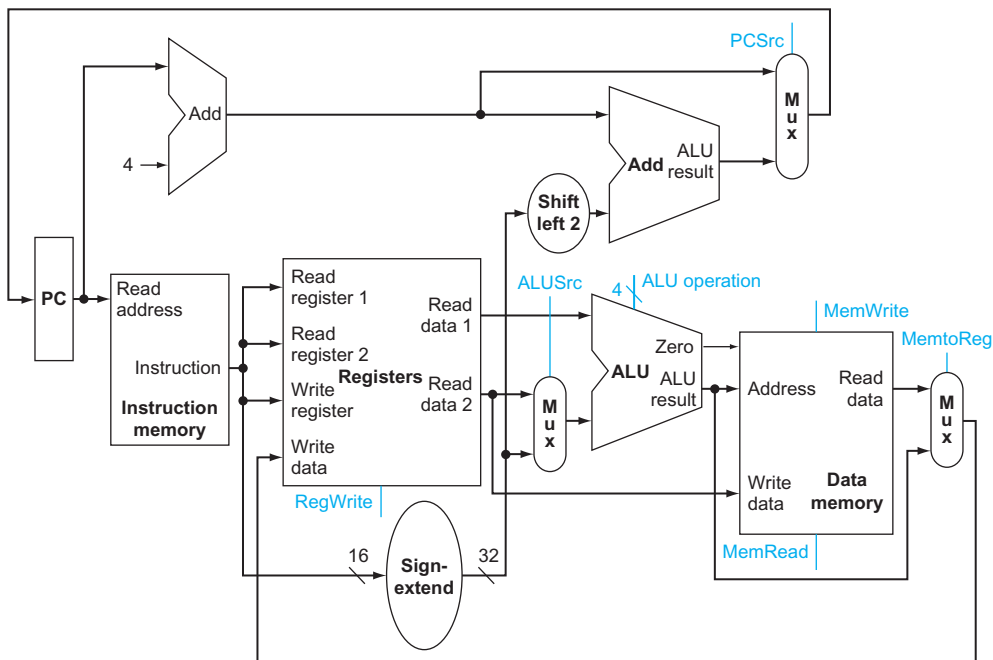 PCSrc
Add
4
M
u
x
Add
ALU
result
Shift
left 2
PC
Read
address
Instruction
Instruction
memory
Read
register 1
Read
register 2
Write
register
Write
data
Registers
Read
data 1
Read
data 2
RegWrite
ALUSrc
M
u
x
4
ALU operation
Zero
ALU
ALU
result
MemWrite
Address
Read
data
Write
data
Data
memory
MemRead
MemtoReg
M
u
x
16
Sign-
extend
32